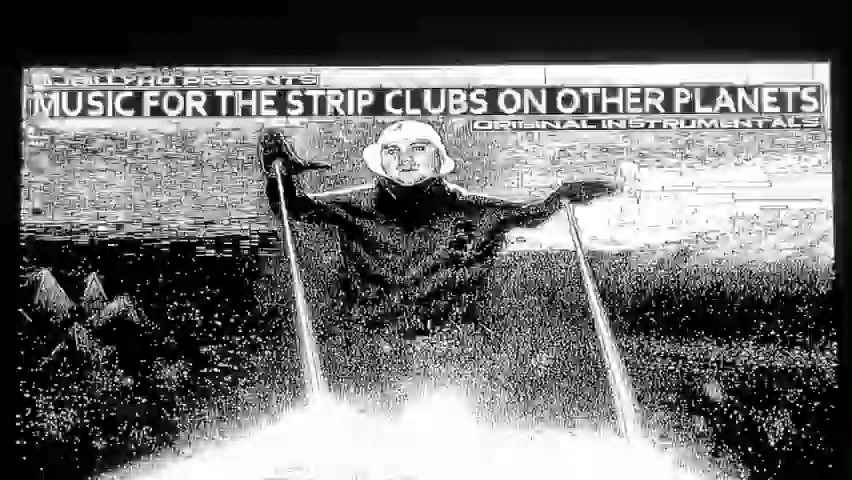 PRESENTS
MUSIC FOR THE STRIP CLUBS ON OTHER PLANETS
ORIGINAL INSTRUMENTALS